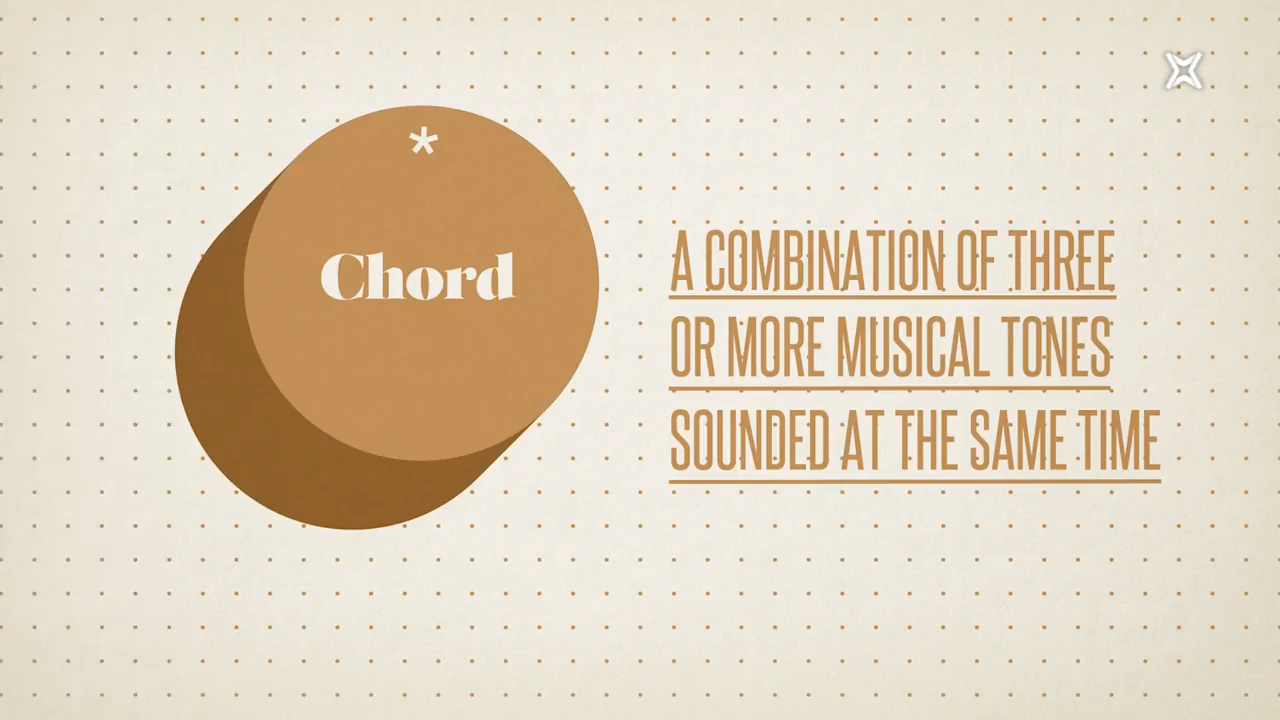 *
Chord
A COMBINATION OF THREE
OR MORE MUSICAL TONES
SOUNDED AT THE SAME TIME